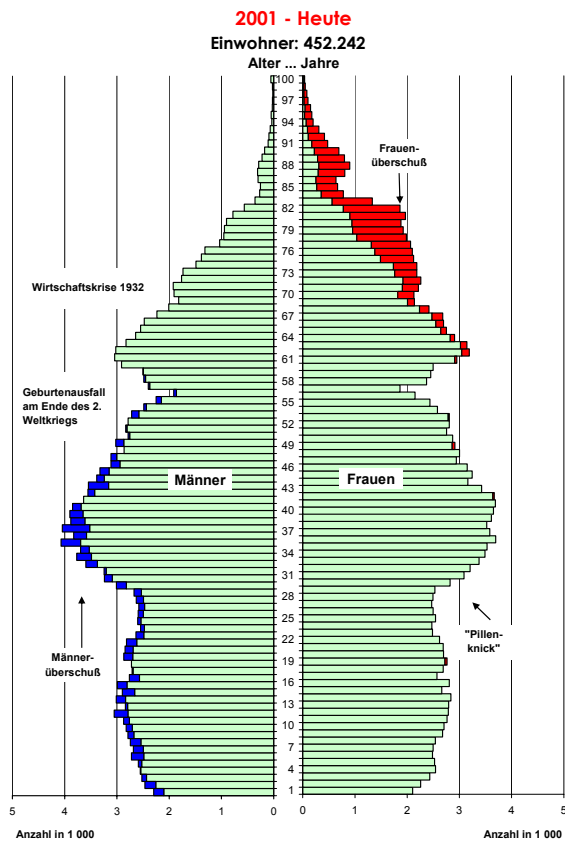 2001 - Heute
Einwohner: 452.242
Alter ... Jahre
100
97
94
91
88
85
82
79
76
73
70
67
64
61
58
55
52
49
46
43
40
37
34
31
28
25
22
19
16
13
10
7
4
1
Frauen-
überschuß
Wirtschaftskrise 1932
Geburtenausfall
am Ende des 2.
Weltkriegs
Männer
Frauen
Männer-
überschuß
"Pillen-
knick"
5 4 3 2 1 0 0 1 2 3 4 5
Anzahl in 1 000 Anzahl in 1 000